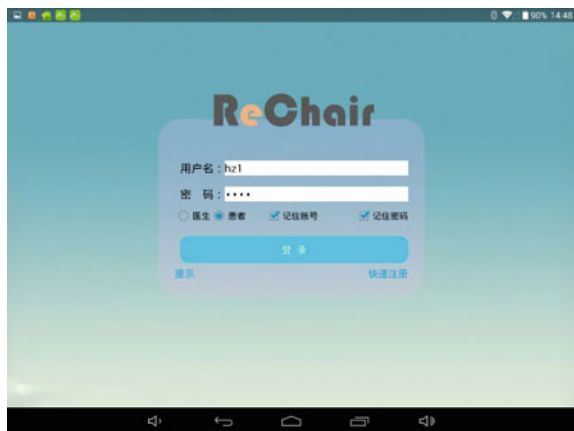 90% 14:48
ReChair
用户名：hz1
密 码：····
医生 患者 记住账号 记住密码
登 录
提示 快速注册